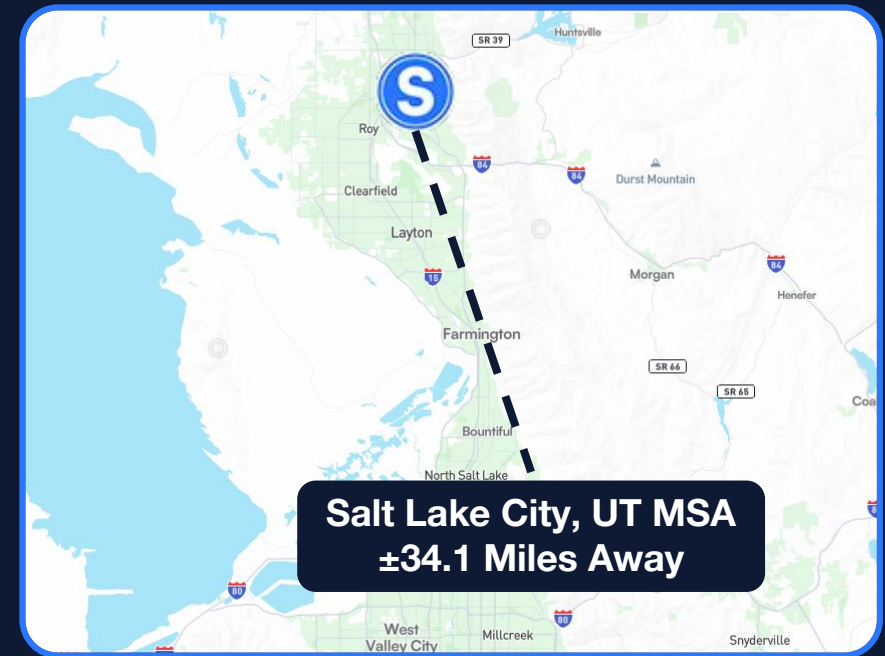 SR 39
Huntsville
S
Roy
84
84
Durst Mountain
Clearfield
Layton
15
Morgan
84
Henefer
Farmington
SR 66
SR 65
Coa
Bountiful
North Salt Lake
Salt Lake City, UT MSA
±34.1 Miles Away
8
80
80
West
Valley City
Millcreek
Snyderville